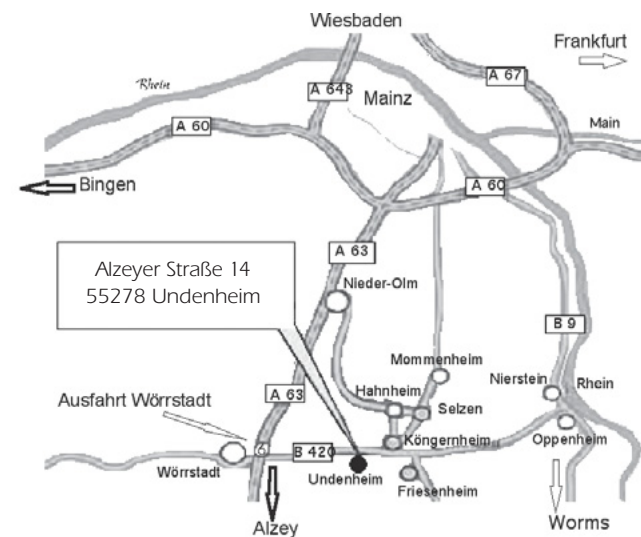 Wiesbaden
Frankfurt
A 67
Rhein
A 643
Mainz
A 60
Main
Bingen
A 60
Alzeyer Straße 14
55278 Undenheim
A 63
Nieder-Olm
B 9
Mommenheim
Nierstein
Rhein
Hahnheim
A 63
Selzen
Ausfahrt Wörrstadt
Oppenheim
Köngernheim
6
B 420
Wörrstadt
Undenheim
Friesenheim
Alzey
Worms